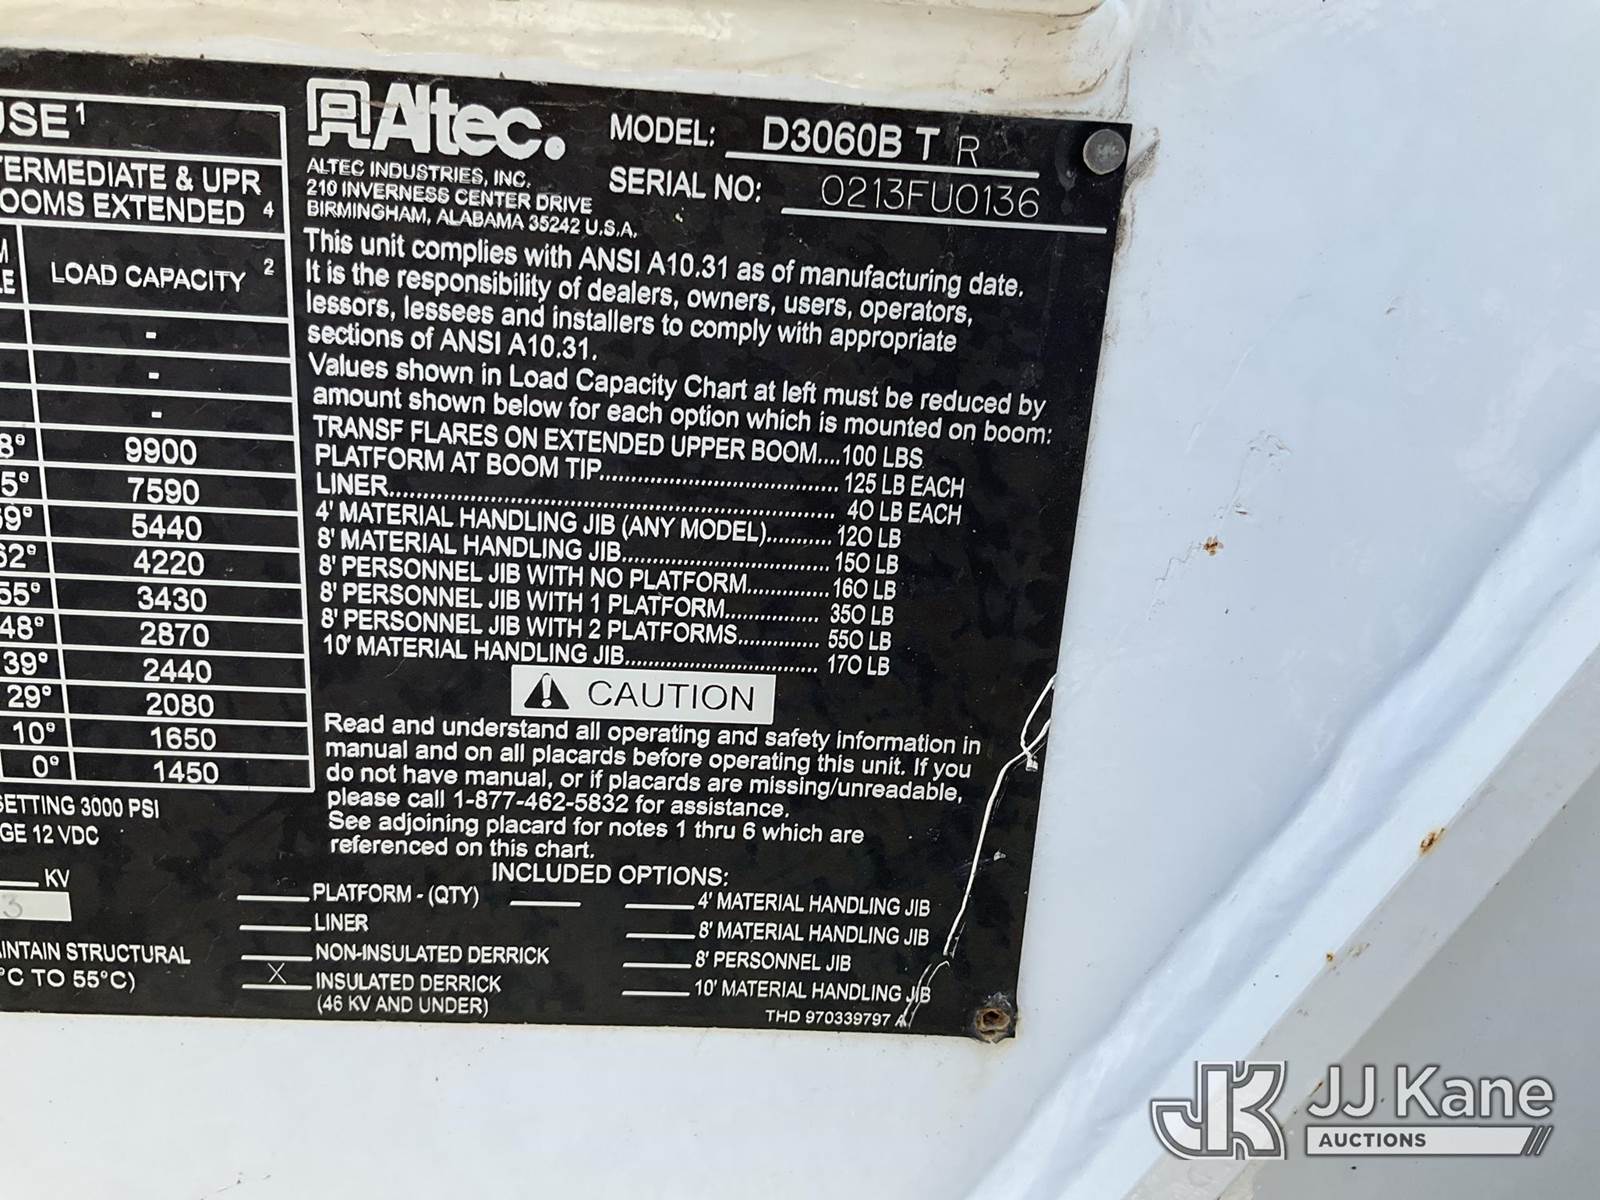 USE¹
TERMEDIATE & UPR
OOMS EXTENDED 4
LOAD CAPACITY 2
-
-
-
8° 9900
5° 7590
69° 5440
62° 4220
55° 3430
48° 2870
39° 2440
29° 2080
10° 1650
0° 1450
SETTING 3000 PSI
GE 12 VDC
KV
3
AINTAIN STRUCTURAL
°C TO 55°C)
Altec.
ALTEC INDUSTRIES, INC.
210 INVERNESS CENTER DRIVE
BIRMINGHAM, ALABAMA 35242 U.S.A.
MODEL: D3060B T R
SERIAL NO: 0213FU0136
This unit complies with ANSI A10.31 as of manufacturing date.
It is the responsibility of dealers, owners, users, operators,
lessors, lessees and installers to comply with appropriate
sections of ANSI A10.31.
Values shown in Load Capacity Chart at left must be reduced by
amount shown below for each option which is mounted on boom:
TRANSF FLARES ON EXTENDED UPPER BOOM....100 LBS
PLATFORM AT BOOM TIP.................................... 125 LB EACH
LINER.................................................................... 40 LB EACH
4' MATERIAL HANDLING JIB (ANY MODEL)........... 120 LB
8' MATERIAL HANDLING JIB................................... 150 LB
8' PERSONNEL JIB WITH NO PLATFORM..............160 LB
8' PERSONNEL JIB WITH 1 PLATFORM................ 350 LB
8' PERSONNEL JIB WITH 2 PLATFORMS............. 550 LB
10' MATERIAL HANDLING JIB................................. 170 LB
CAUTION
Read and understand all operating and safety information in
manual and on all placards before operating this unit. If you
do not have manual, or if placards are missing/unreadable,
please call 1-877-462-5832 for assistance.
See adjoining placard for notes 1 thru 6 which are
referenced on this chart.
INCLUDED OPTIONS:
PLATFORM - (QTY)
LINER
NON-INSULATED DERRICK
X INSULATED DERRICK
(46 KV AND UNDER)
4' MATERIAL HANDLING JIB
8' MATERIAL HANDLING JIB
8' PERSONNEL JIB
10' MATERIAL HANDLING JIB
THD 970339797 A
JK JJ Kane
AUCTIONS